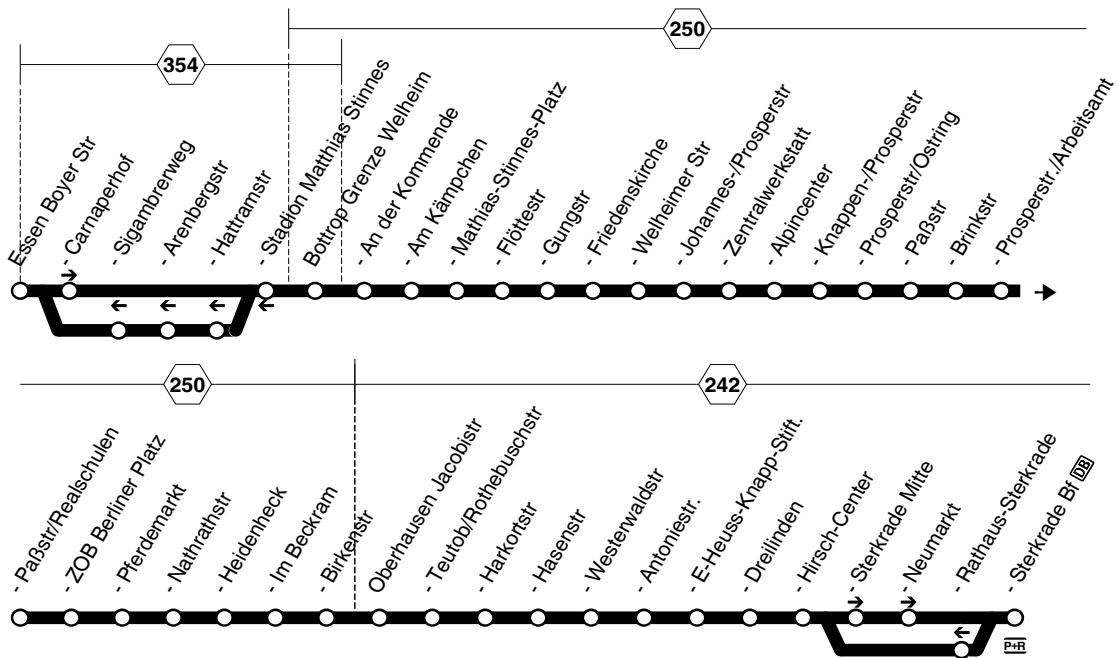 250
354
Essen Boyer Str
- Carnaperhof
- Sigambrerweg
- Arenbergstr
- Hattramstr
- Stadion Matthias Stinnes
Bottrop Grenze Welheim
- An der Kommende
- Am Kämpchen
- Mathias-Stinnes-Platz
- Flöttestr
- Gungstr
- Friedenskirche
- Welheimer Str
- Johannes-/Prosperstr
- Zentralwerkstatt
- Alpincenter
- Knappen-/Prosperstr
- Prosperstr/Ostring
- Paßstr
- Brinkstr
- Prosperstr./Arbeitsamt
250
242
- Paßstr/Realschulen
- ZOB Berliner Platz
- Pferdemarkt
- Nathrathstr
- Heidenheck
- Im Beckram
- Birkenstr
Oberhausen Jacobistr
- Teutob/Rothebuschstr
- Harkortstr
- Hasenstr
- Westerwaldstr
- Antoniestr.
- E-Heuss-Knapp-Stift.
- Dreilinden
- Hirsch-Center
- Sterkrade Mitte
- Neumarkt
- Rathaus-Sterkrade
- Sterkrade Bf DB
P+R